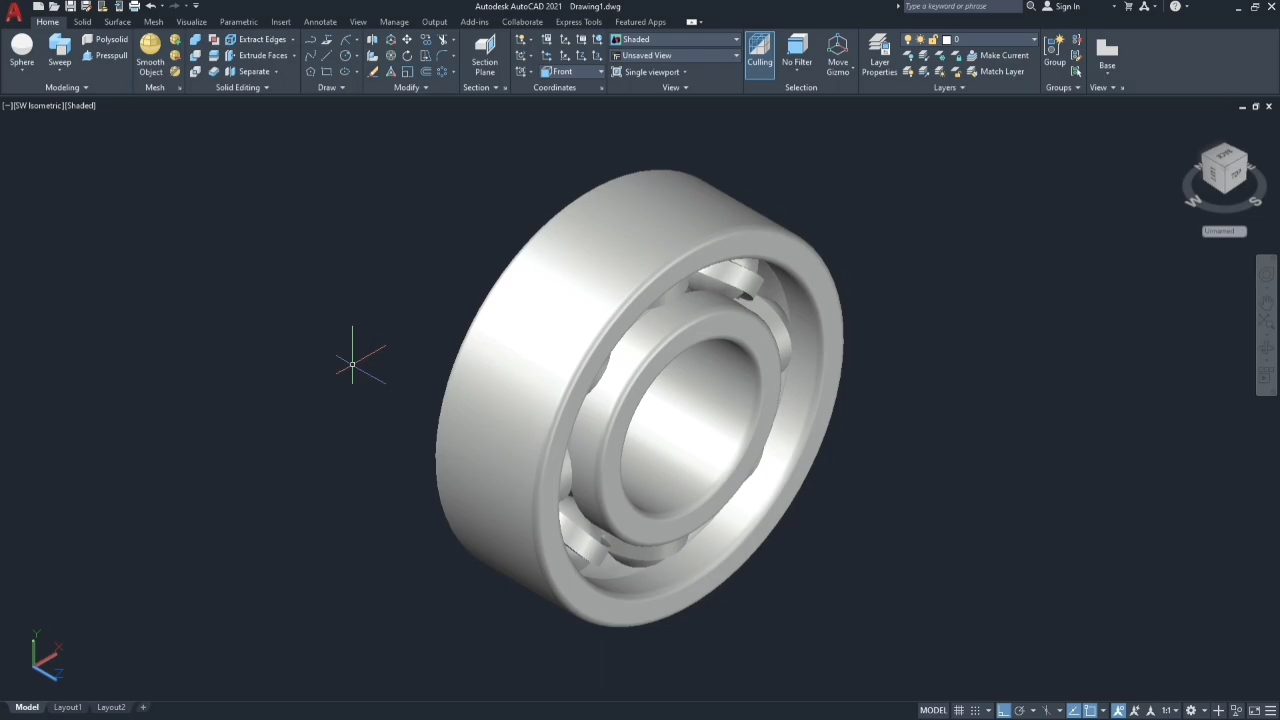 Autodesk AutoCAD 2021 Drawing1.dwg
Type a keyword or phrase
Sign In
Home Solid Surface Mesh Visualize Parametric Insert Annotate View Manage Output Add-ins Collaborate Express Tools Featured Apps
Sphere
Sweep
Polysolid
Presspull
Smooth Object
Extract Edges
Extrude Faces
Separate
Section Plane
Front
Shaded
Unsaved View
Single viewport
Culling
No Filter
Move Gizmo
Layer Properties
0
Make Current
Match Layer
Group
Base
Modeling
Mesh
Solid Editing
Draw
Modify
Section
Coordinates
View
Selection
Layers
Groups
View
[−][SW Isometric][Shaded]
TOP
W
S
Unnamed
Y
X
Z
Model Layout1 Layout2 +
MODEL
1:1